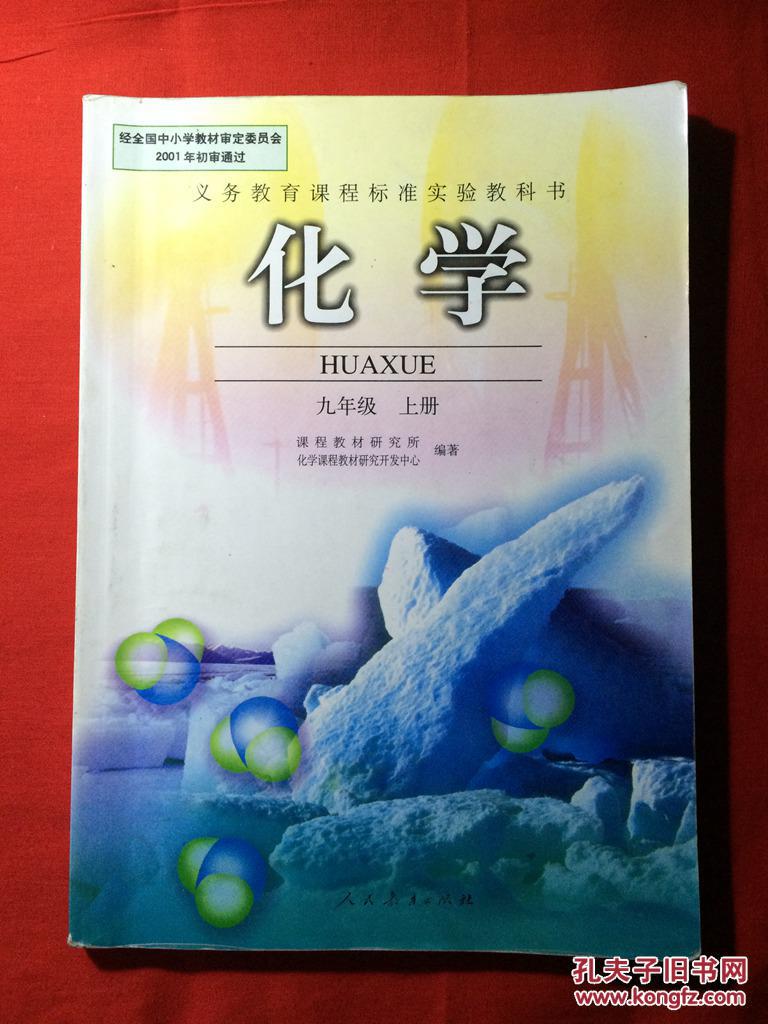 经全国中小学教材审定委员会
2001年初审通过
义务教育课程标准实验教科书
化学
HUAXUE
九年级 上册
课程教材研究所
化学课程教材研究开发中心
编著
人民教育出版社
孔夫子旧书网
www.kongfz.com